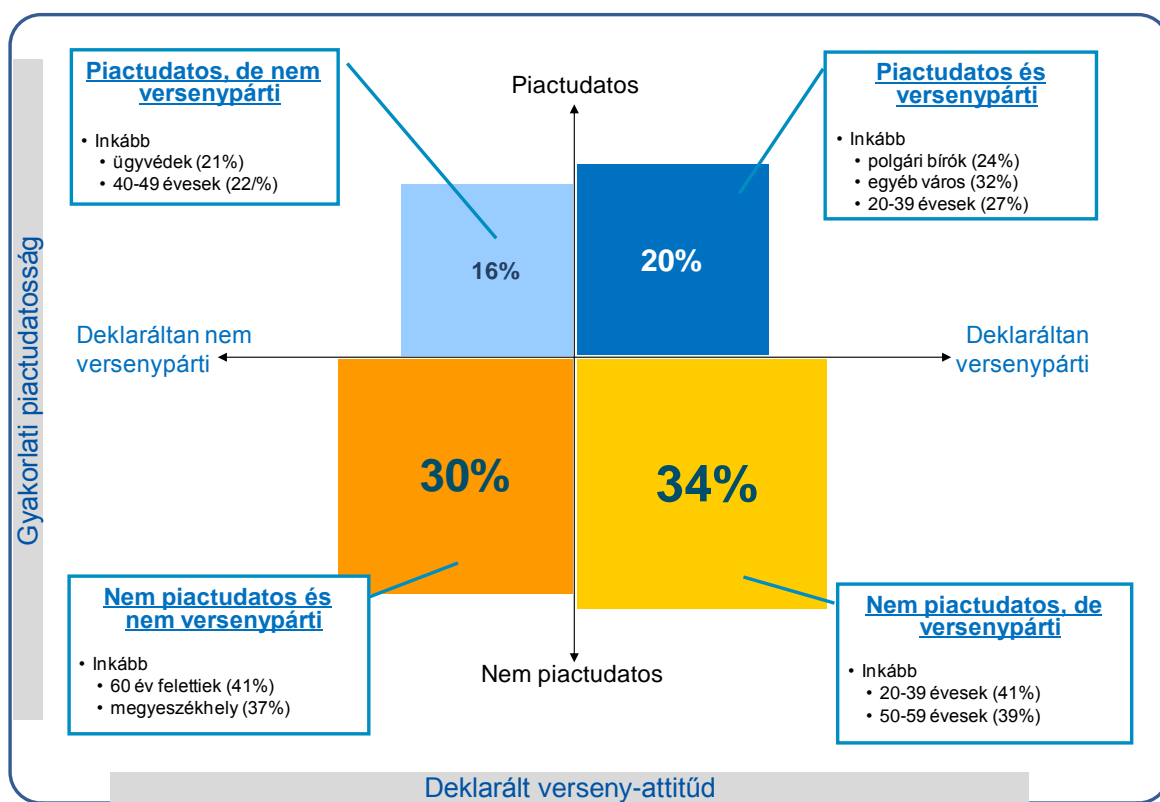 Piactudatos, de nem
versenypárti
• Inkább
• ügyvédek (21%)
• 40-49 évesek (22/%)
Piactudatos
Piactudatos és
versenypárti
• Inkább
• polgári bírók (24%)
• egyéb város (32%)
• 20-39 évesek (27%)
16%
20%
Gyakorlati piactudatosság
Deklaráltan nem
versenypárti
Deklaráltan
versenypárti
30%
34%
Nem piactudatos és
nem versenypárti
• Inkább
• 60 év felettiek (41%)
• megyeszékhely (37%)
Nem piactudatos
Nem piactudatos, de
versenypárti
• Inkább
• 20-39 évesek (41%)
• 50-59 évesek (39%)
Deklarált verseny-attitűd